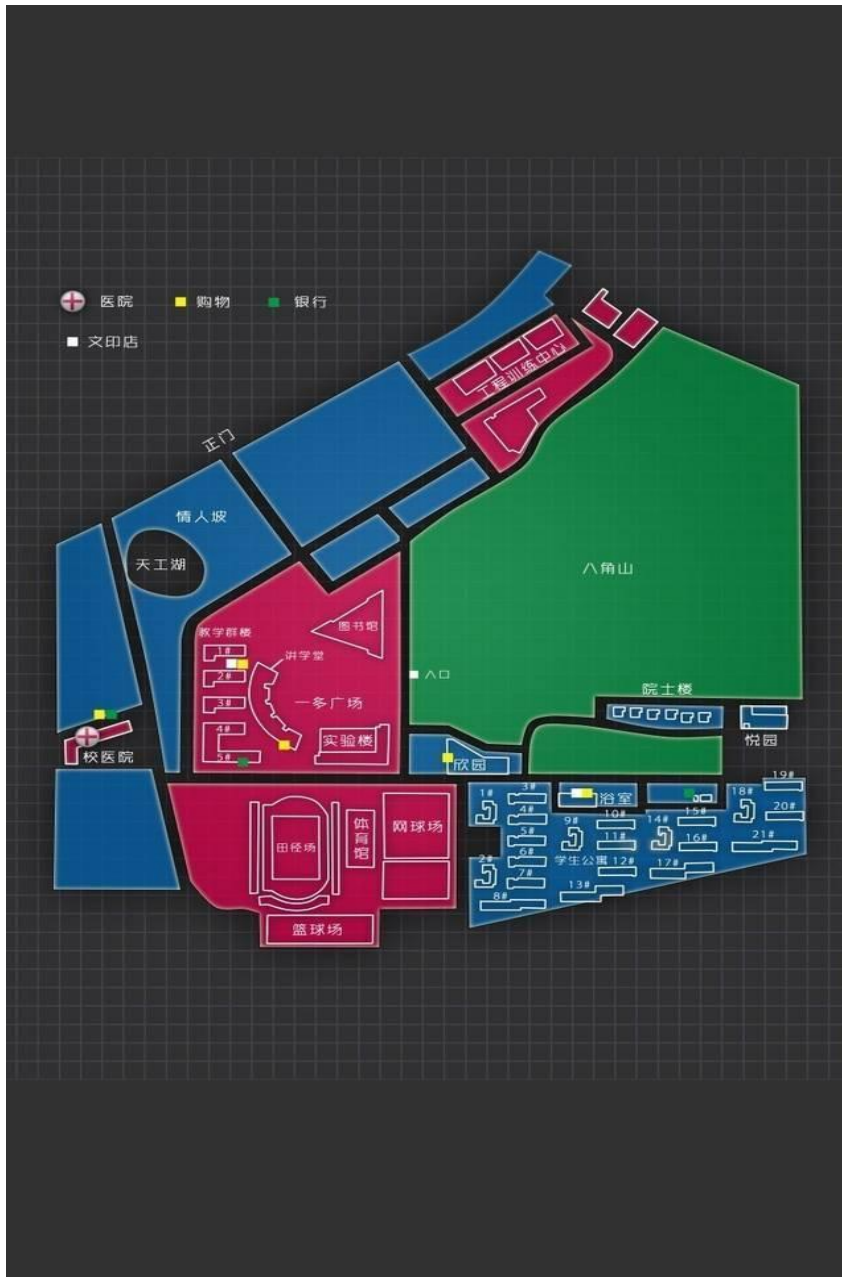 医院 购物 银行
文印店
工程训练中心
正门
情人坡
天工湖
八角山
教学群楼
图书馆
1#
讲学堂
2#
入口
院士楼
3#
一多广场
4#
实验楼
悦园
校医院
5#
欣园
19#
1#
3#
浴室
18#
4#
10#
15#
20#
体育馆
网球场
9#
14#
田径场
5#
11#
16#
21#
2#
6#
学生公寓
7#
12#
17#
13#
8#
篮球场